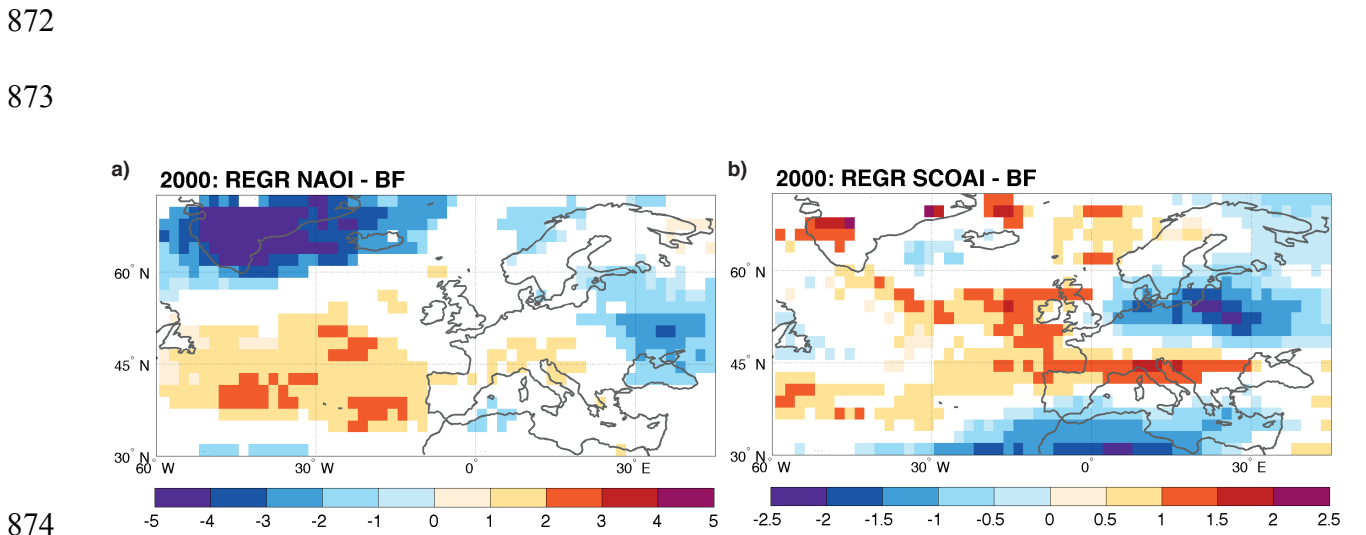 872
873
a) 2000: REGR NAOI - BF
b) 2000: REGR SCOAI - BF
60° N
45° N
30° N
60° W
30° W
0°
30° E
-5 -4 -3 -2 -1 0 1 2 3 4 5
60° N
45° N
30° N
60° W
30° W
0°
30° E
-2.5 -2 -1.5 -1 -0.5 0 0.5 1 1.5 2 2.5
874